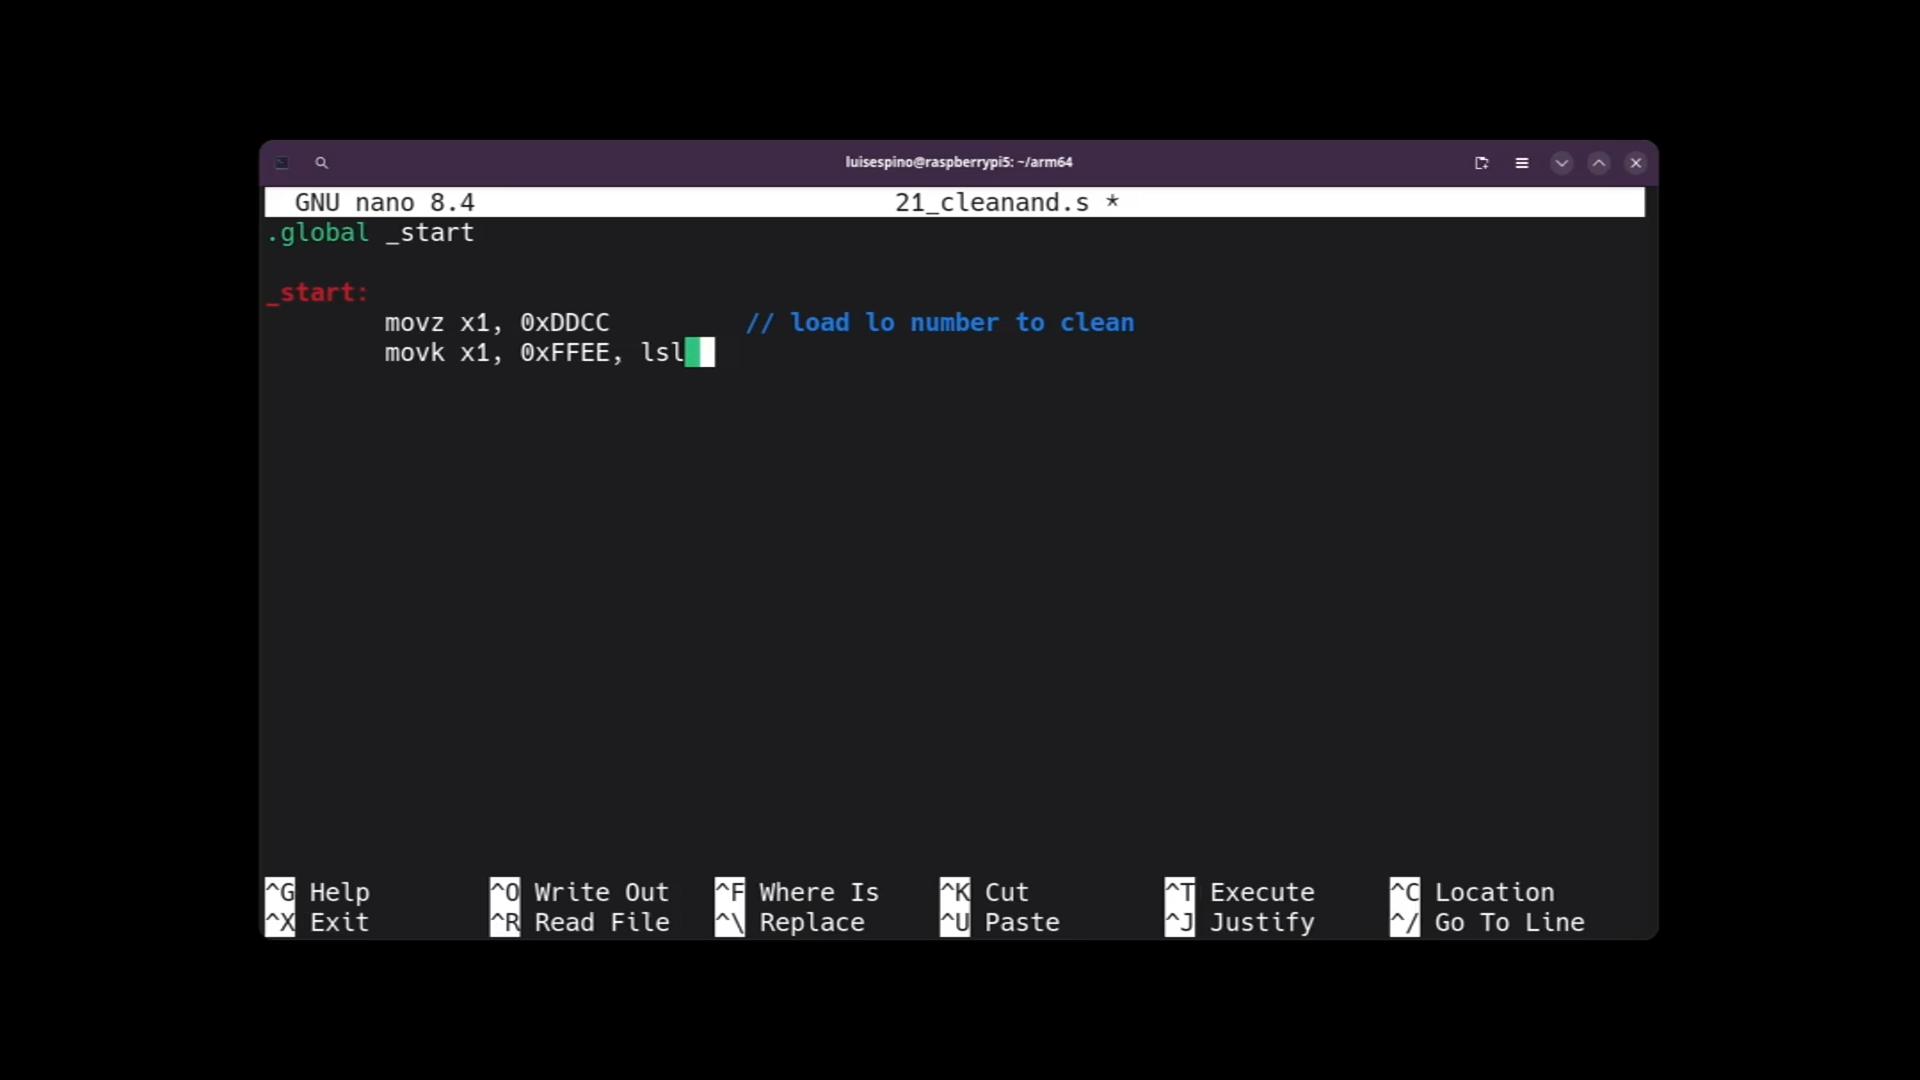 luisespino@raspberrypi5: ~/arm64
GNU nano 8.4 21_cleanand.s *
.global _start
_start:
movz x1, 0xDDCC // load lo number to clean
movk x1, 0xFFEE, lsl
^G Help ^O Write Out ^F Where Is ^K Cut ^T Execute ^C Location
^X Exit ^R Read File ^\ Replace ^U Paste ^J Justify ^/ Go To Line